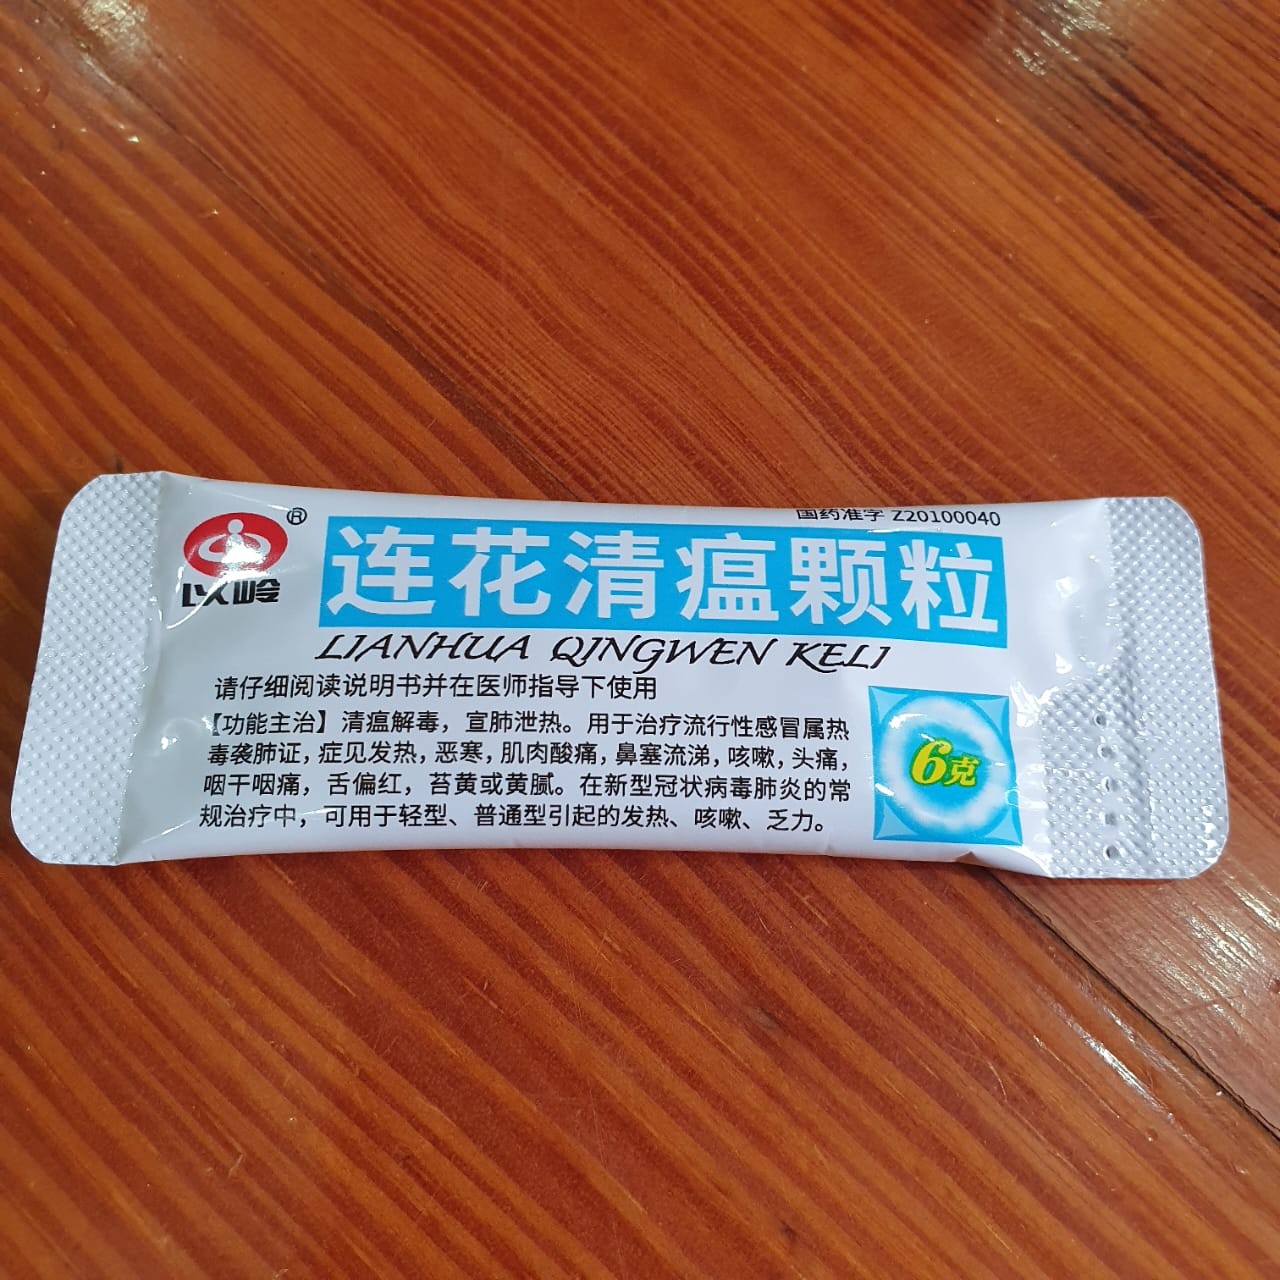 国药准字 Z20100040
®
以岭
连花清瘟颗粒
LIANHUA QINGWEN KELI
请仔细阅读说明书并在医师指导下使用
【功能主治】清瘟解毒，宣肺泄热。用于治疗流行性感冒属热
毒袭肺证，症见发热，恶寒，肌肉酸痛，鼻塞流涕，咳嗽，头痛，
咽干咽痛，舌偏红，苔黄或黄腻。在新型冠状病毒肺炎的常
规治疗中，可用于轻型、普通型引起的发热、咳嗽、乏力。
6克